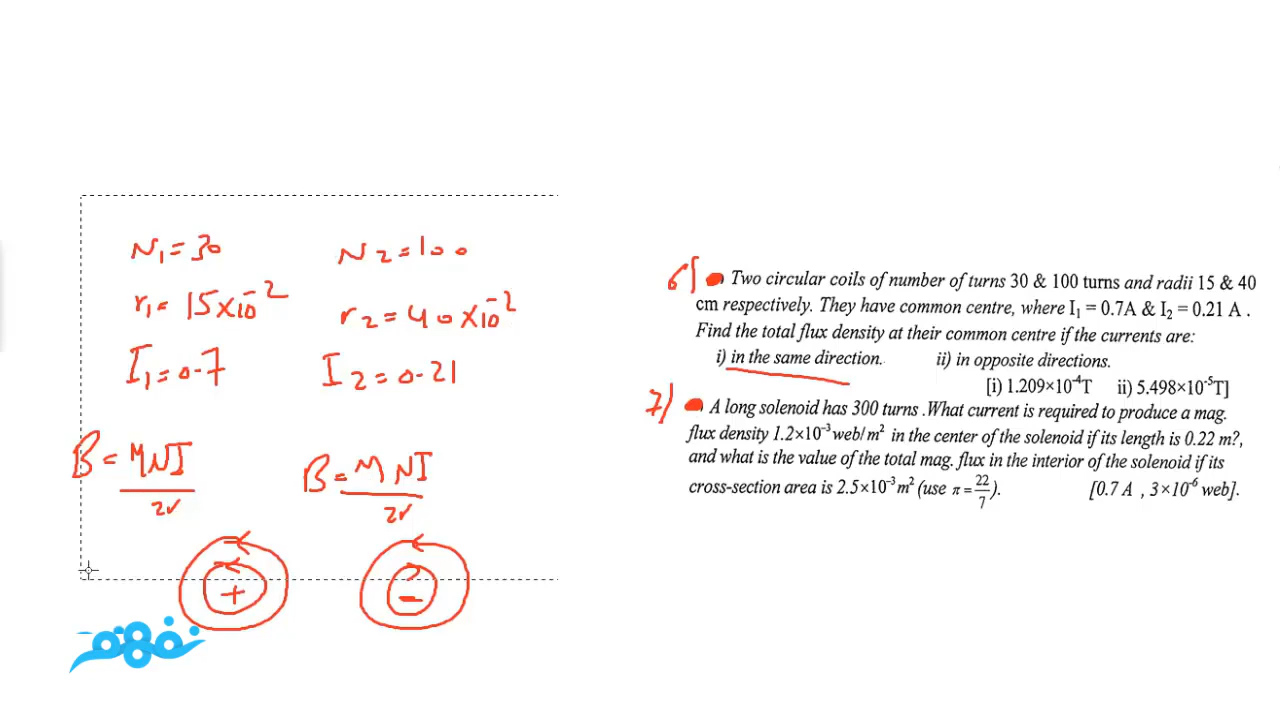 N1 = 30
N2 = 100
r1 = 15×10^-2
r2 = 40×10^-2
I1 = 0.7
I2 = 0.21
B = MNI / 2r
B = MNI / 2r
+
-
6)
Two circular coils of number of turns 30 & 100 turns and radii 15 & 40
cm respectively. They have common centre, where I1 = 0.7A & I2 = 0.21 A .
Find the total flux density at their common centre if the currents are:
i) in the same direction. ii) in opposite directions.
[i) 1.209×10^-4T ii) 5.498×10^-5T]
7)
A long solenoid has 300 turns .What current is required to produce a mag.
flux density 1.2×10^-3 web/m^2 in the center of the solenoid if its length is 0.22 m?,
and what is the value of the total mag. flux in the interior of the solenoid if its
cross-section area is 2.5×10^-3 m^2 (use π = 22/7). [0.7 A , 3×10^-6 web].
نفهم